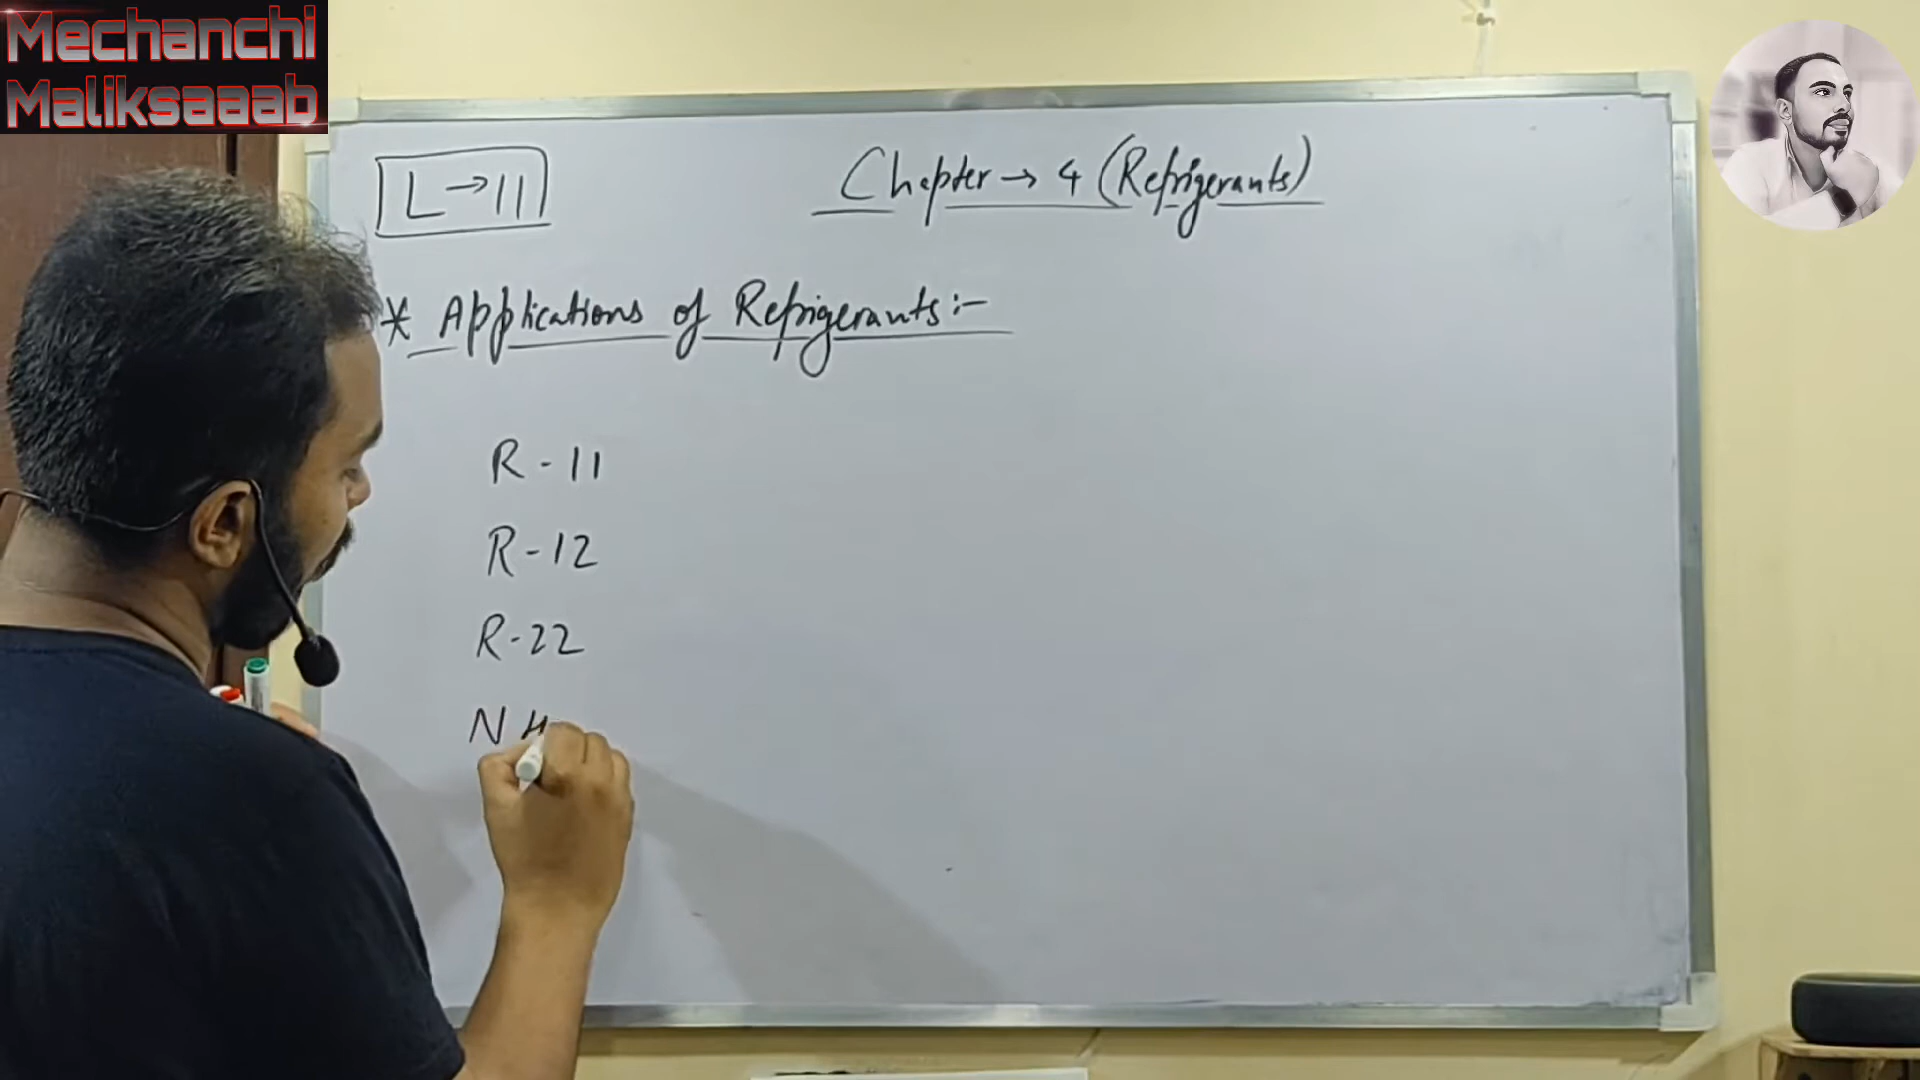 Mechanchi
Maliksaaab
L → 11
Chapter → 4 (Refrigerants)
* Applications of Refrigerants:-
R - 11
R - 12
R - 22
N H